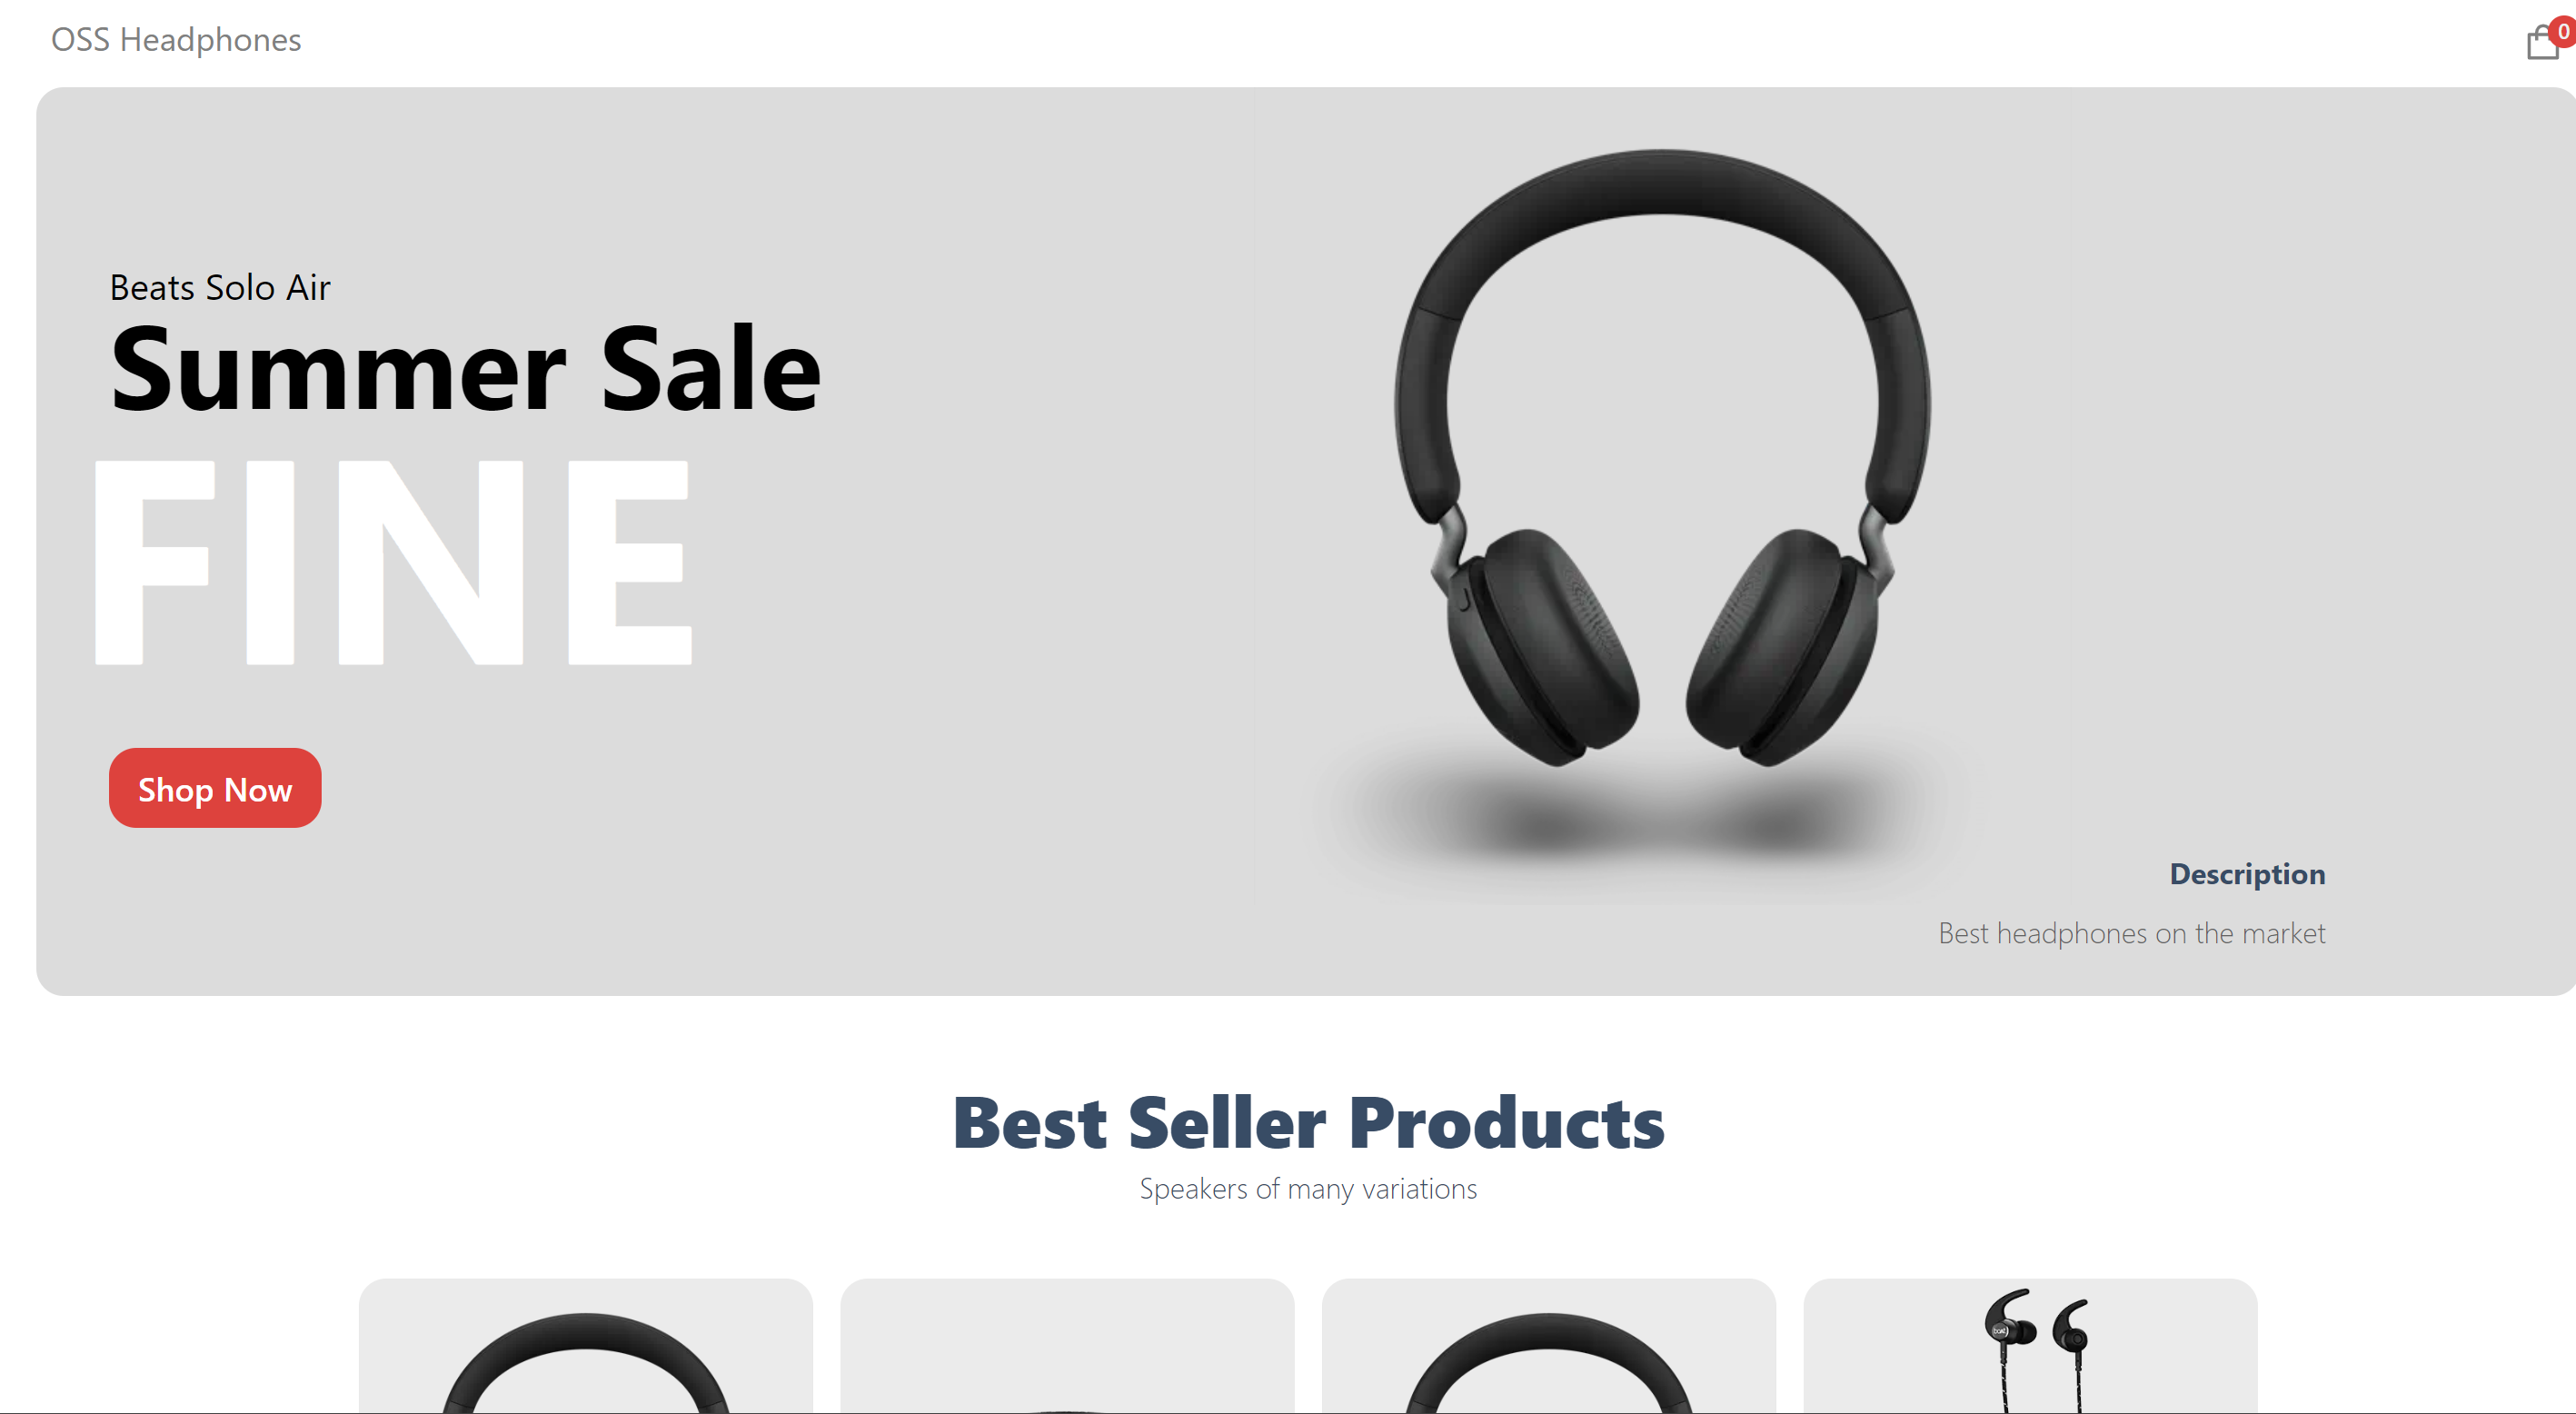 OSS Headphones
0
Beats Solo Air
Summer Sale
FINE
Shop Now
Description
Best headphones on the market
Best Seller Products
Speakers of many variations
boAt